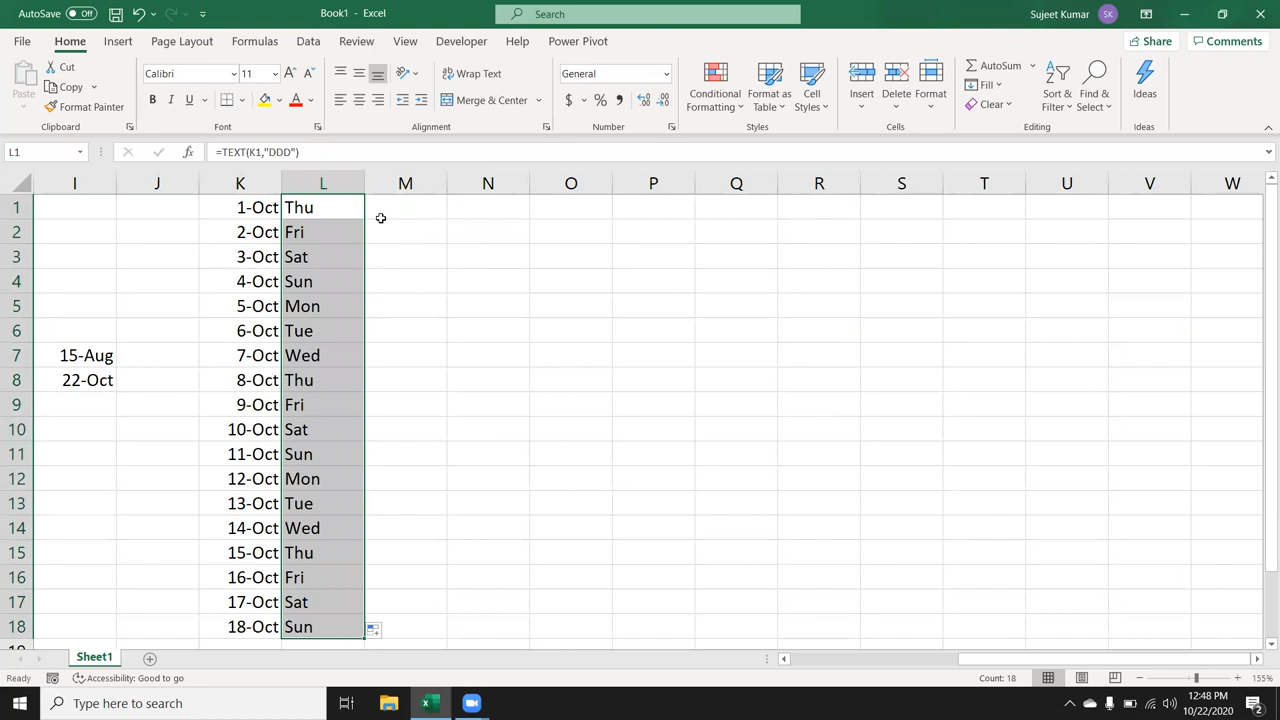 AutoSave Off Book1 - Excel Search Sujeet Kumar SK
File Home Insert Page Layout Formulas Data Review View Developer Help Power Pivot Share Comments
Paste Cut Copy Format Painter Clipboard
Calibri 11 A A B I U A Font
Wrap Text Merge & Center Alignment
General $ % , Number
Conditional Formatting Format as Table Cell Styles Styles
Insert Delete Format Cells
AutoSum Fill Clear Sort & Filter Find & Select Editing
Ideas Ideas
L1 fx =TEXT(K1,"DDD")
I J K L M N O P Q R S T U V W
1 1-Oct Thu
2 2-Oct Fri
3 3-Oct Sat
4 4-Oct Sun
5 5-Oct Mon
6 6-Oct Tue
7 15-Aug 7-Oct Wed
8 22-Oct 8-Oct Thu
9 9-Oct Fri
10 10-Oct Sat
11 11-Oct Sun
12 12-Oct Mon
13 13-Oct Tue
14 14-Oct Wed
15 15-Oct Thu
16 16-Oct Fri
17 17-Oct Sat
18 18-Oct Sun
Sheet1
Ready Accessibility: Good to go Count: 18 155%
Type here to search 12:48 PM
10/22/2020 2